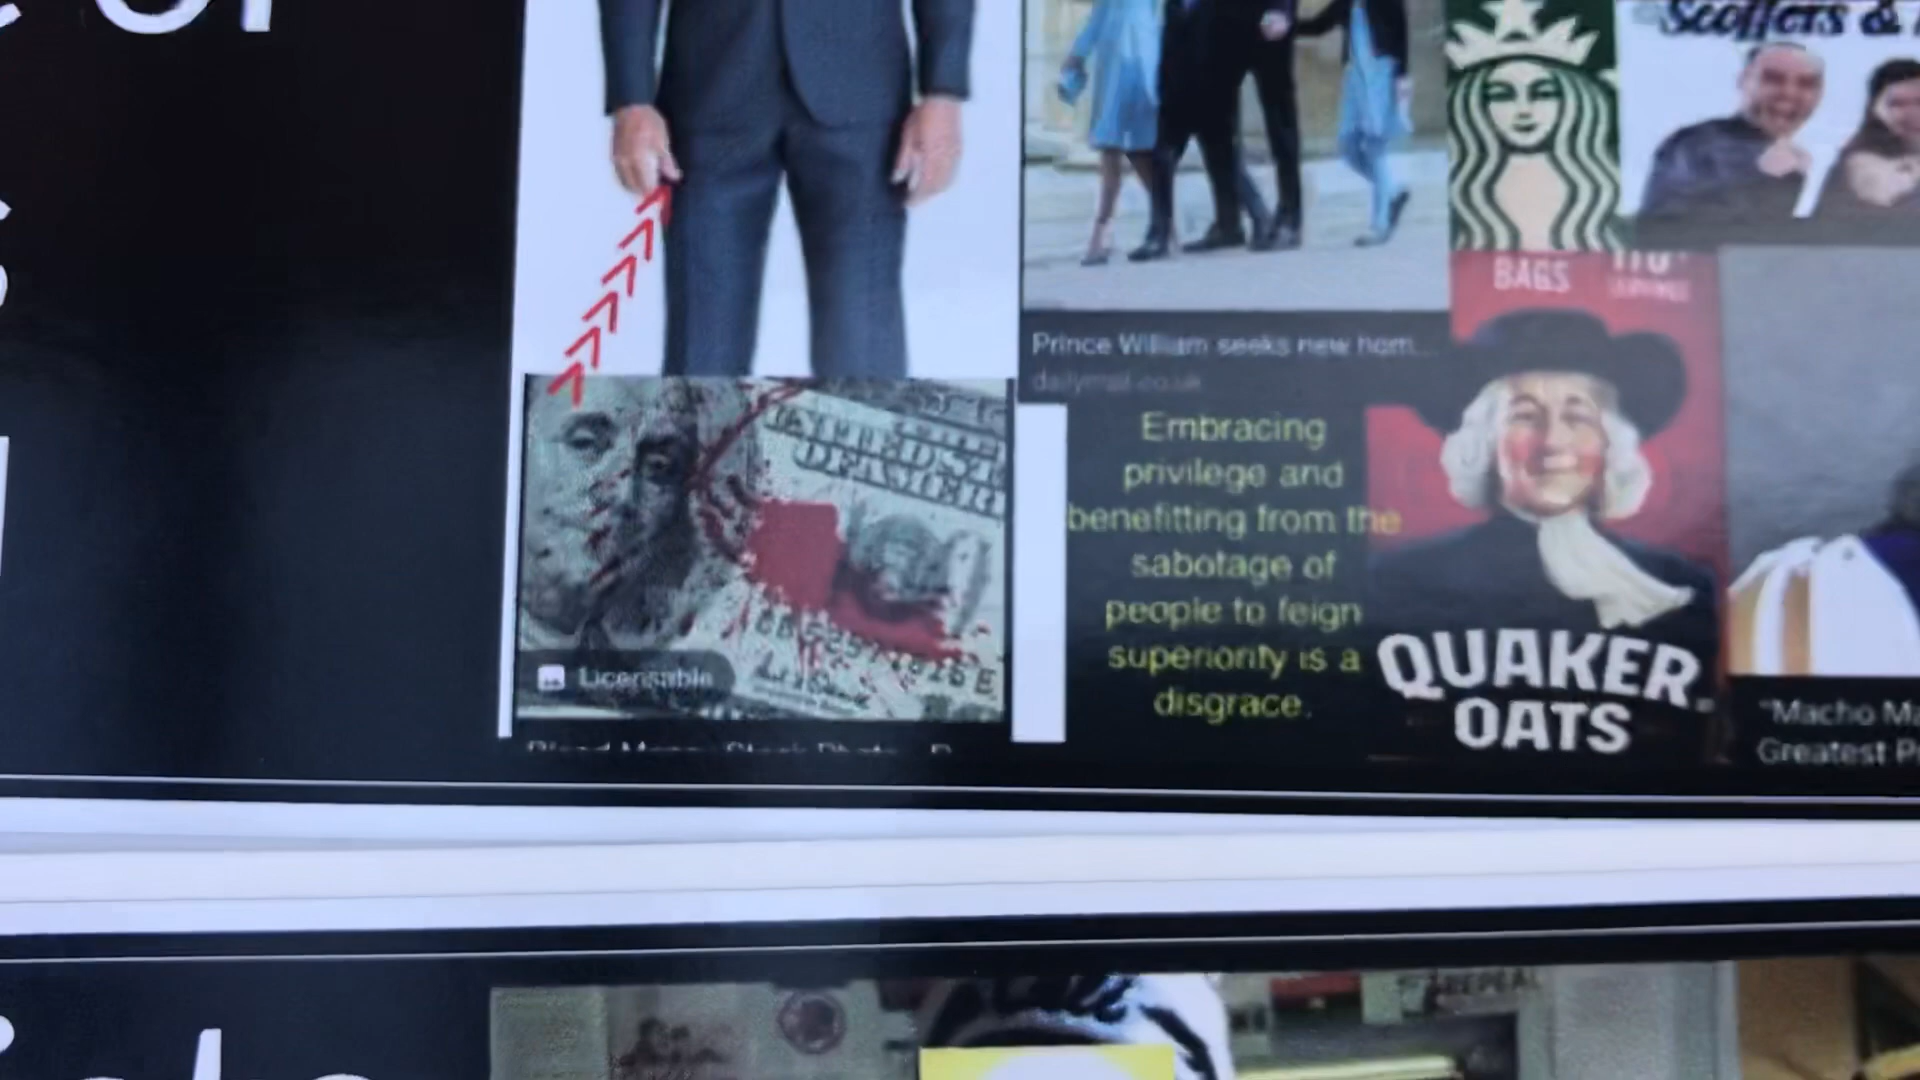 Scoffers &
BAGS
Prince William seeks new hom...
dailymail.co.uk
Embracing
privilege and
benefitting from the
sabotage of
people to feign
superiority is a
disgrace.
QUAKER
OATS
Licensable
"Macho Ma
Greatest P
REPEAL